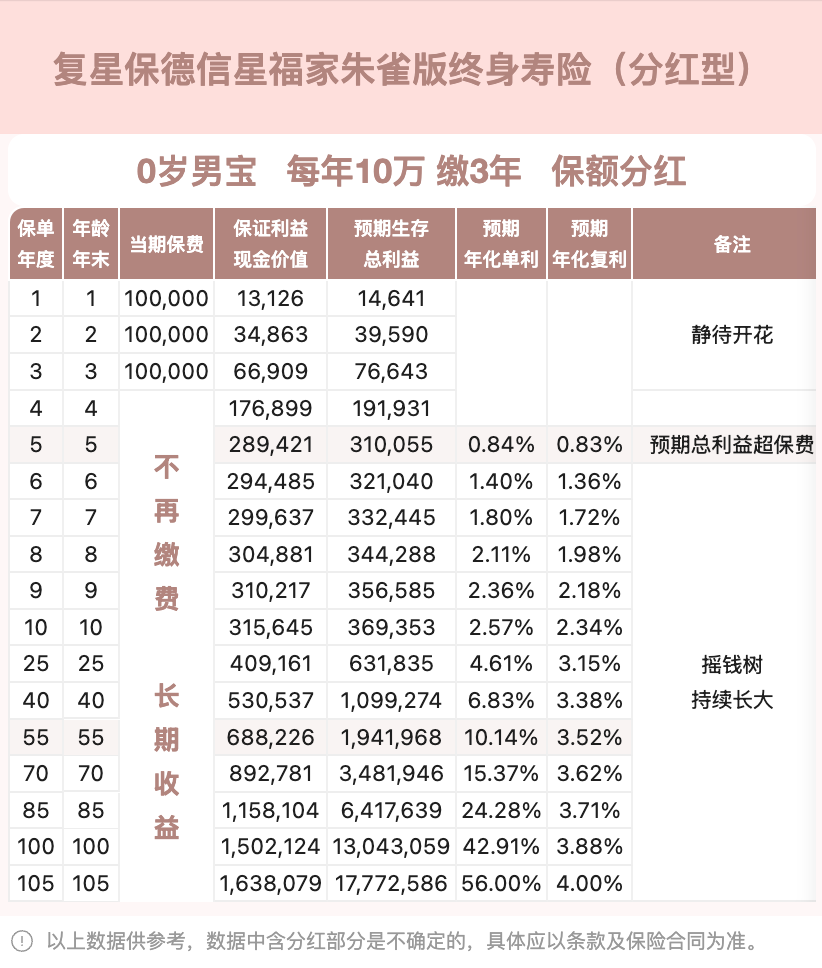 复星保德信星福家朱雀版终身寿险（分红型）
0岁男宝 每年10万 缴3年 保额分红
保单年度 年龄年末 当期保费 保证利益现金价值 预期生存总利益 预期年化单利 预期年化复利 备注
1 1 100,000 13,126 14,641
2 2 100,000 34,863 39,590 静待开花
3 3 100,000 66,909 76,643
4 4 176,899 191,931
5 5 289,421 310,055 0.84% 0.83% 预期总利益超保费
6 6 294,485 321,040 1.40% 1.36%
7 7 299,637 332,445 1.80% 1.72%
8 8 304,881 344,288 2.11% 1.98%
9 9 310,217 356,585 2.36% 2.18%
10 10 315,645 369,353 2.57% 2.34%
25 25 409,161 631,835 4.61% 3.15% 摇钱树
40 40 530,537 1,099,274 6.83% 3.38% 持续长大
55 55 688,226 1,941,968 10.14% 3.52%
70 70 892,781 3,481,946 15.37% 3.62%
85 85 1,158,104 6,417,639 24.28% 3.71%
100 100 1,502,124 13,043,059 42.91% 3.88%
105 105 1,638,079 17,772,586 56.00% 4.00%
不再缴费 长期收益
以上数据供参考，数据中含分红部分是不确定的，具体应以条款及保险合同为准。